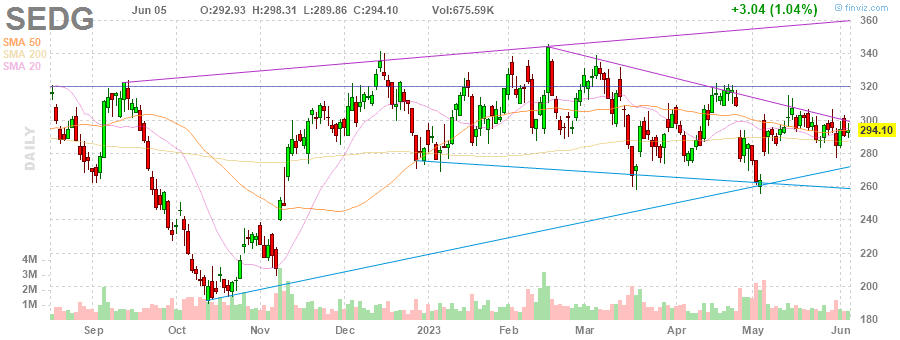 SEDG Jun 05 O:292.93 H:298.31 L:289.86 C:294.10 Vol:675.59K +3.04 (1.04%) finviz.com
SMA 50
SMA 200
SMA 20
DAILY
360
340
320
300
294.10
280
260
240
220
200
180
4M
3M
2M
1M
Sep Oct Nov Dec 2023 Feb Mar Apr May Jun